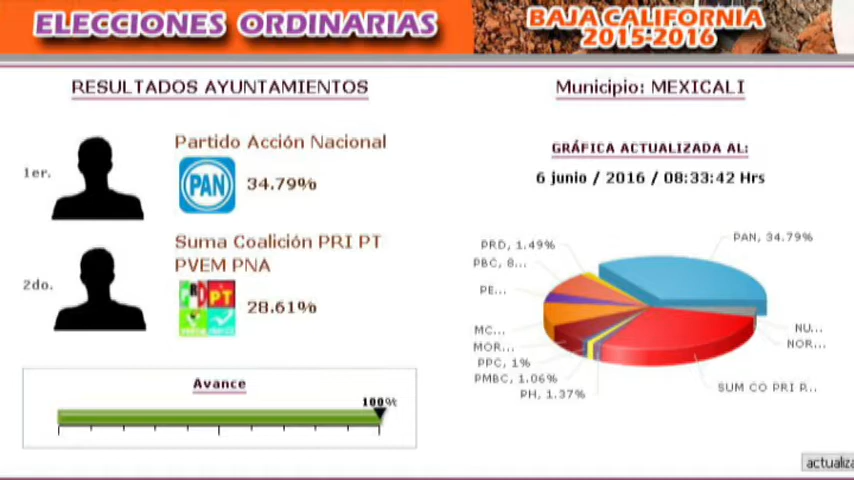 ELECCIONES ORDINARIAS
BAJA CALIFORNIA
2015-2016
RESULTADOS AYUNTAMIENTOS
Municipio: MEXICALI
1er.
Partido Acción Nacional
PAN
34.79%
2do.
Suma Coalición PRI PT
PVEM PNA
PT
28.61%
Avance
100%
GRÁFICA ACTUALIZADA AL:
6 junio / 2016 / 08:33:42 Hrs
PAN, 34.79%
PRD, 1.49%
PBC, 8...
PE...
MC...
MOR...
PPC, 1%
PMBC, 1.06%
PH, 1.37%
NU...
NOR...
SUM CO PRI P...
actualiza